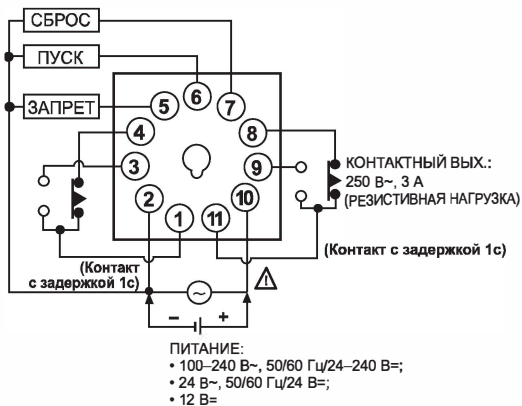 СБРОС
ПУСК
ЗАПРЕТ
5
6
7
4
8
3
9
2
10
1
11
КОНТАКТНЫЙ ВЫХ.:
250 В~, 3 А
(РЕЗИСТИВНАЯ НАГРУЗКА)
(Контакт с задержкой 1с)
(Контакт
с задержкой 1с)
~
!
− +
ПИТАНИЕ:
• 100–240 В~, 50/60 Гц/24–240 В=;
• 24 В~, 50/60 Гц/24 В=;
• 12 В=